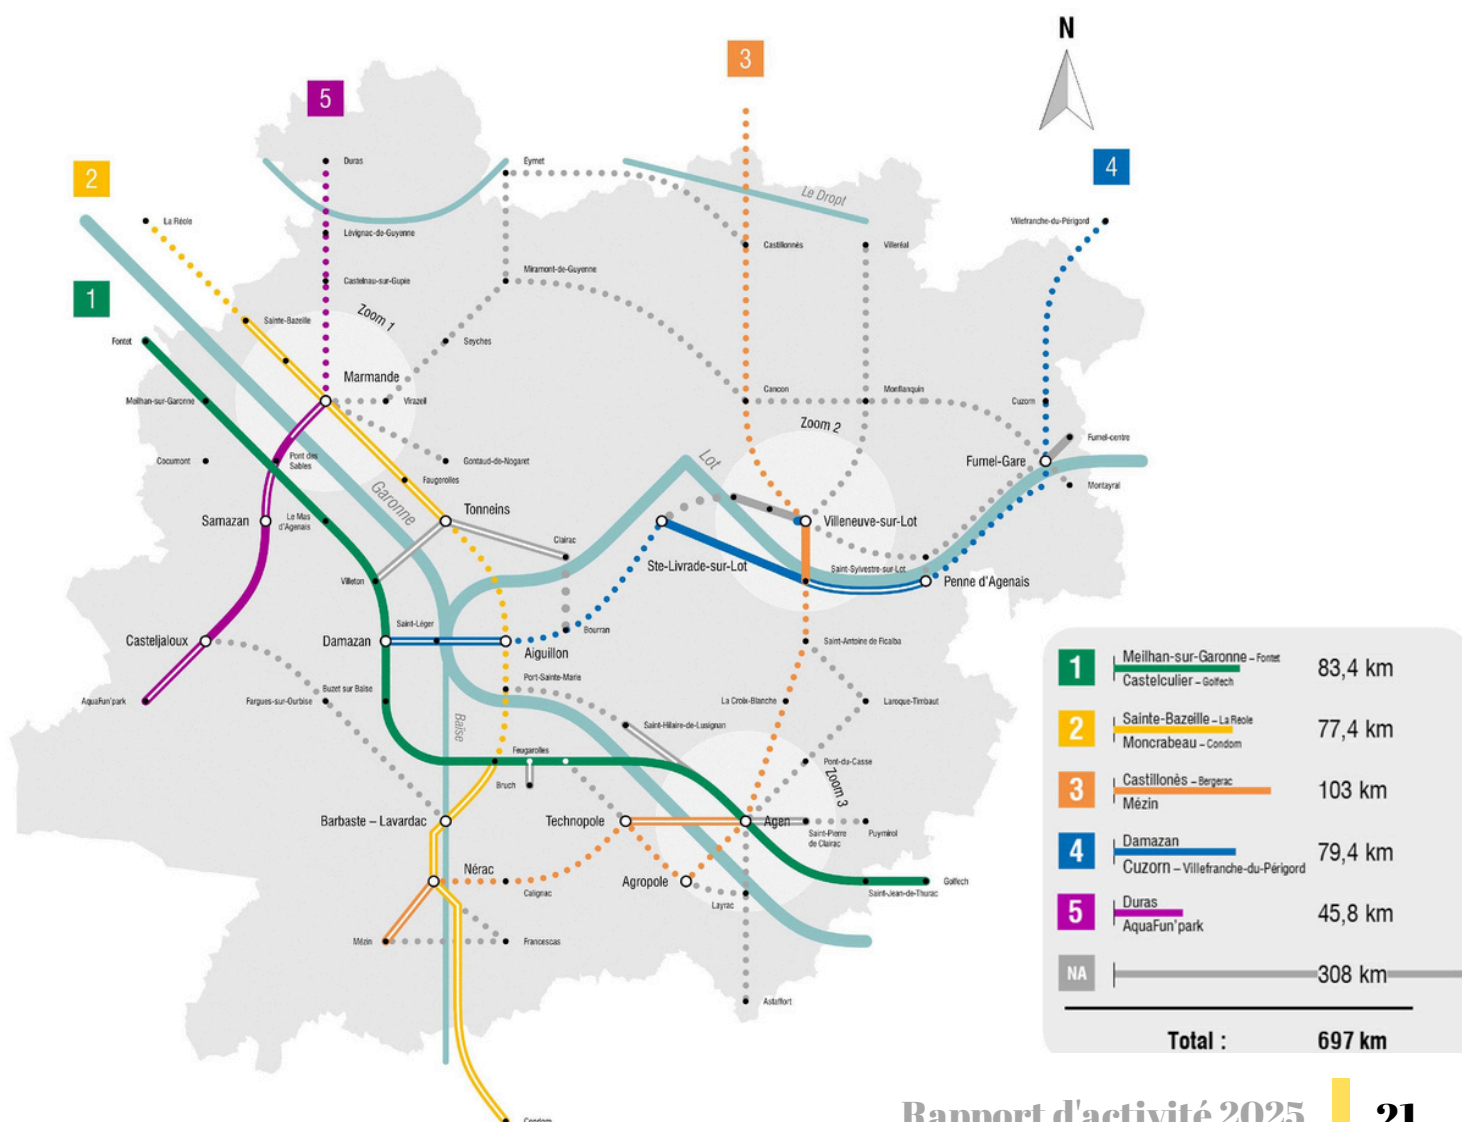 N
3
5
4
2
1
Duras
Eymet
Le Dropt
La Réole
Lévignac-de-Guyenne
Castillonnés
Villeréal
Villefranche-du-Périgord
Castelnau-sur-Gupie
Miramont-de-Guyenne
Zoom 1
Sainte-Bazeille
Fontet
Seyches
Marmande
Meilhan-sur-Garonne
Virazeil
Cancon
Monflanquin
Cuzorn
Zoom 2
Fumel-centre
Cocumont
Pont des
Sables
Gontaud-de-Nogaret
Lot
Fumel-Gare
Faugerolles
Montayral
Garonne
Tonneins
Samazan
Le Mas
d'Agenais
Villeneuve-sur-Lot
Clairac
Ste-Livrade-sur-Lot
Saint-Sylvestre-sur-Lot
Villeton
Penne d'Agenais
Saint-Léger
Bourran
Casteljaloux
Damazan
Aiguillon
Saint-Antoine de Ficalba
Port-Sainte-Marie
Buzet sur Baise
AquaFun'park
Fargues-sur-Ourbise
La Croix-Blanche
Laroque-Timbaut
Baïse
Saint-Hilaire-de-Lusignan
Feugarolles
Pont-du-Casse
Bruch
Zoom 3
Barbaste – Lavardac
Technopole
Agen
Saint-Pierre
de Clairac
Puymirol
Nérac
Calignac
Agropole
Layrac
Saint-Jean-de-Thurac
Golfech
Mézin
Francescas
Astaffort
Condom
1
Meilhan-sur-Garonne – Fontet
Castelculier – Golfech
83,4 km
2
Sainte-Bazeille – La Réole
Moncrabeau – Condom
77,4 km
3
Castillonès – Bergerac
Mézin
103 km
4
Damazan
Cuzorn – Villefranche-du-Périgord
79,4 km
5
Duras
AquaFun'park
45,8 km
NA
308 km
Total : 697 km
Rapport d'activité 2025
21